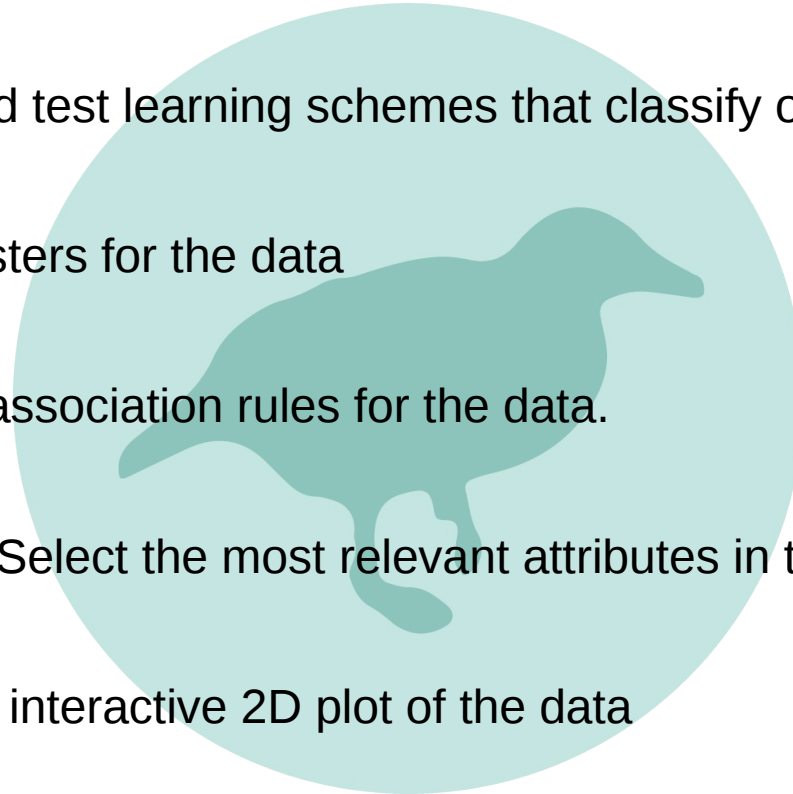 d test learning schemes that classify
sters for the data
association rules for the data.
Select the most relevant attributes in
interactive 2D plot of the data